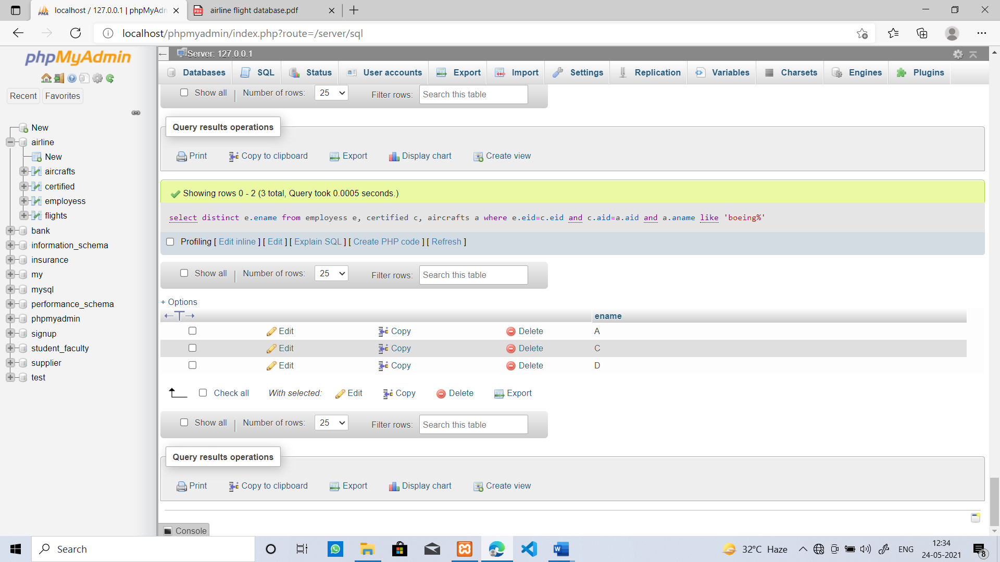 localhost / 127.0.0.1 | phpMyAdn
airline flight database.pdf
localhost/phpmyadmin/index.php?route=/server/sql
phpMyAdmin
Recent Favorites
New
airline
New
aircrafts
certified
employess
flights
bank
information_schema
insurance
my
mysql
performance_schema
phpmyadmin
signup
student_faculty
supplier
test
Server: 127.0.0.1
Databases SQL Status User accounts Export Import Settings Replication Variables Charsets Engines Plugins
Show all | Number of rows: 25 Filter rows: Search this table
Query results operations
Print Copy to clipboard Export Display chart Create view
Showing rows 0 - 2 (3 total, Query took 0.0005 seconds.)
select distinct e.ename from employess e, certified c, aircrafts a where e.eid=c.eid and c.aid=a.aid and a.aname like 'boeing%'
Profiling [ Edit inline ] [ Edit ] [ Explain SQL ] [ Create PHP code ] [ Refresh ]
Show all | Number of rows: 25 Filter rows: Search this table
+ Options
←T→ ename
Edit Copy Delete A
Edit Copy Delete C
Edit Copy Delete D
Check all With selected: Edit Copy Delete Export
Show all | Number of rows: 25 Filter rows: Search this table
Query results operations
Print Copy to clipboard Export Display chart Create view
Console
Search
32°C Haze
ENG
12:34
24-05-2021
8